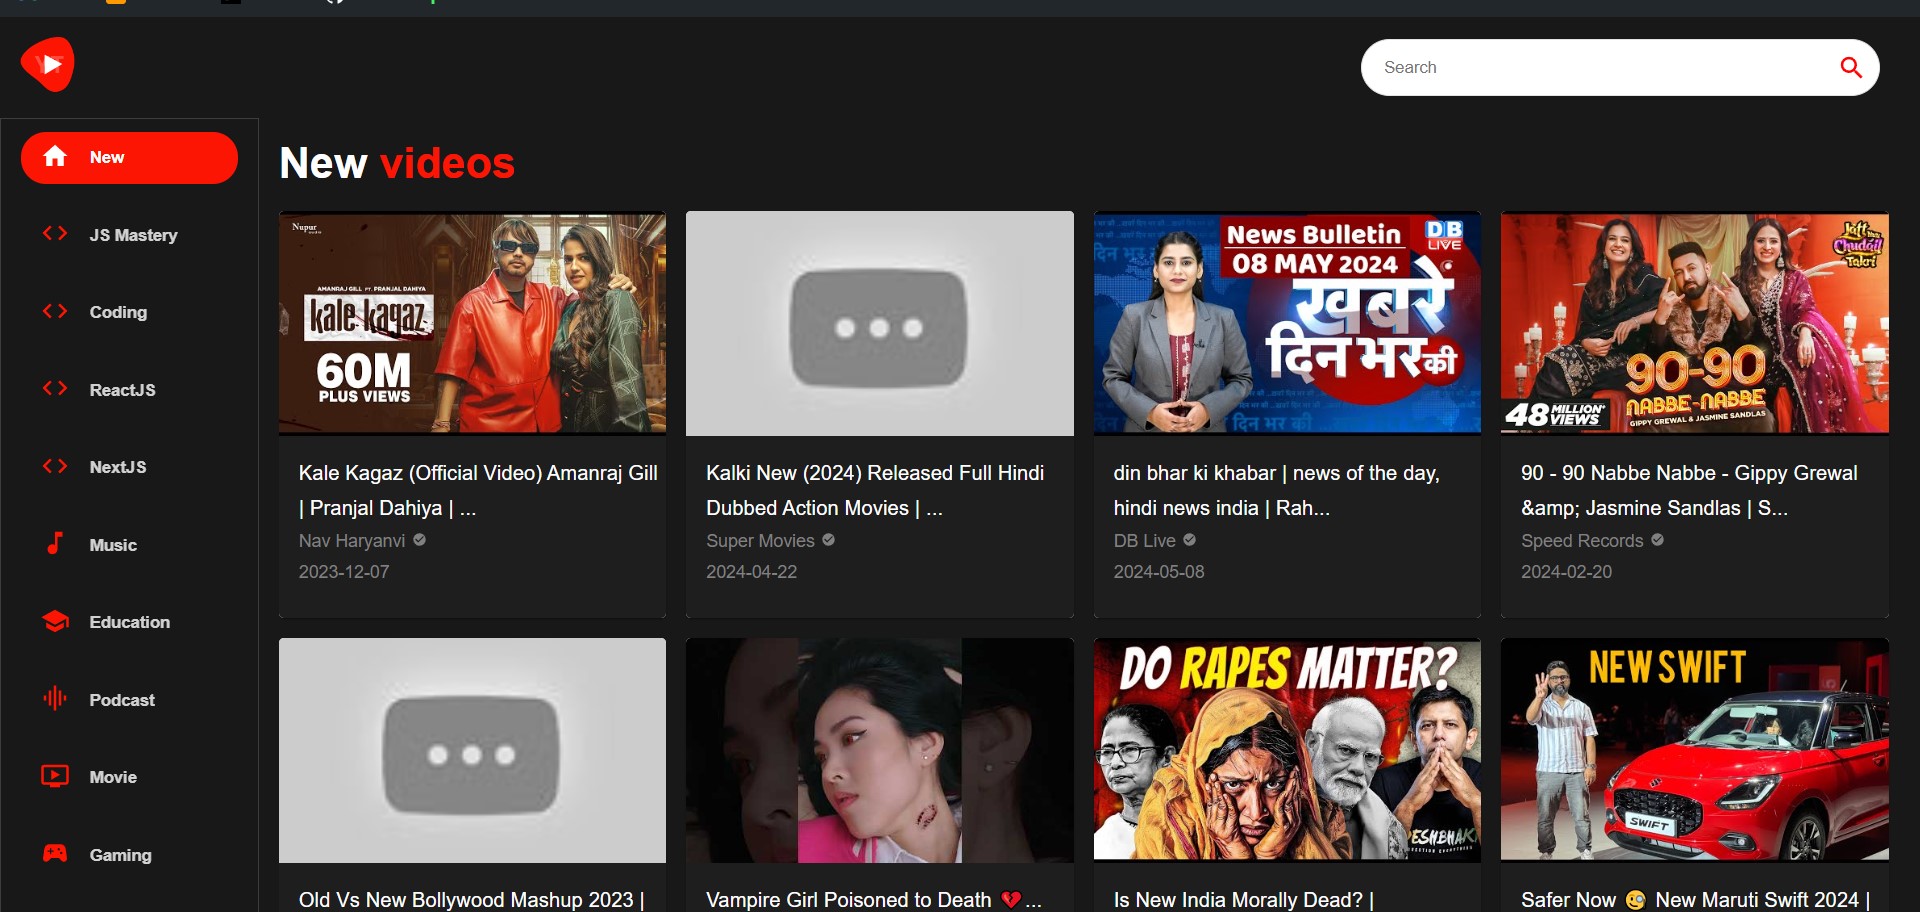 Search
New
JS Mastery
Coding
ReactJS
NextJS
Music
Education
Podcast
Movie
Gaming
New videos
Nupur
AMANRAJ GILL FT. PRANJAL DAHIYA
kale kagaz
60M
PLUS VIEWS
Kale Kagaz (Official Video) Amanraj Gill
| Pranjal Dahiya | ...
Nav Haryanvi
2023-12-07
Kalki New (2024) Released Full Hindi
Dubbed Action Movies | ...
Super Movies
2024-04-22
News Bulletin
08 MAY 2024
DB
LIVE
खबरें
दिन भर की
din bhar ki khabar | news of the day,
hindi news india | Rah...
DB Live
2024-05-08
Jatt Nuu
Chudail
Takri
90-90
NABBE-NABBE
GIPPY GREWAL & JASMINE SANDLAS
48 MILLION+
VIEWS
90 - 90 Nabbe Nabbe - Gippy Grewal
&amp; Jasmine Sandlas | S...
Speed Records
2024-02-20
Old Vs New Bollywood Mashup 2023 |
Vampire Girl Poisoned to Death 💔...
DO RAPES MATTER?
Is New India Morally Dead? |
NEW SWIFT
SWIFT
Safer Now 🧐 New Maruti Swift 2024 |